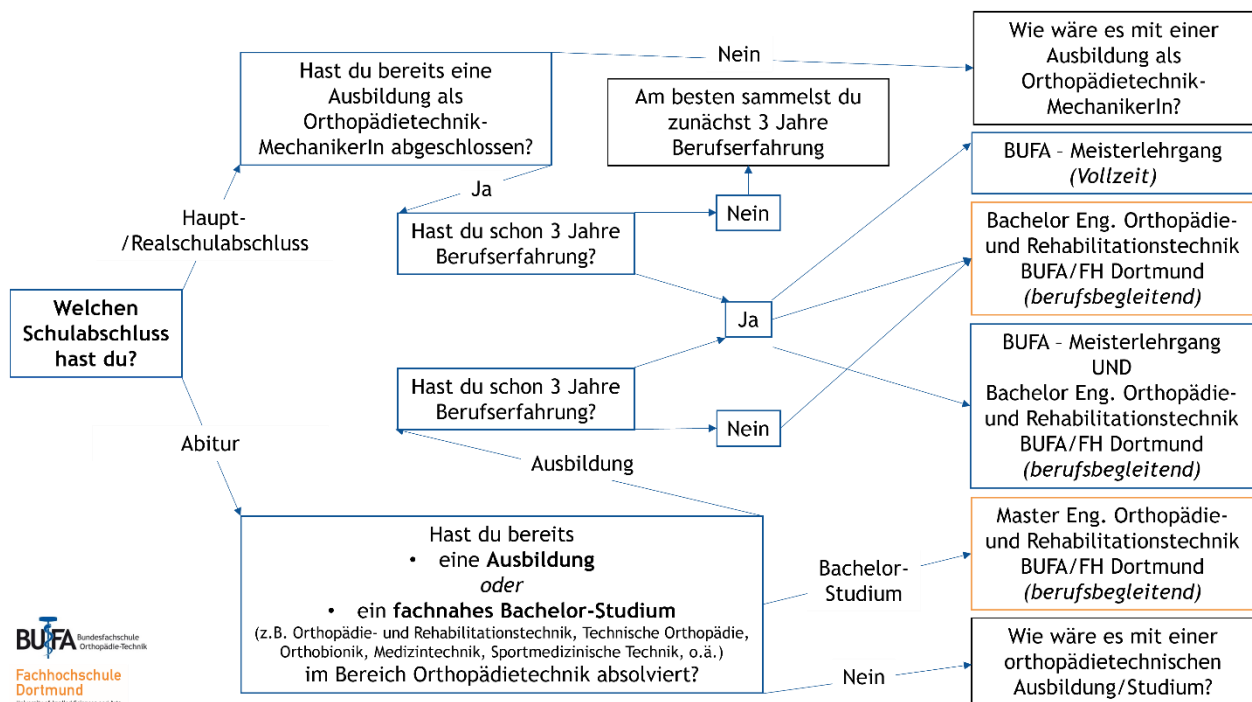 Welchen
Schulabschluss
hast du?
Haupt-
/Realschulabschluss
Abitur
Hast du bereits eine
Ausbildung als
Orthopädietechnik-
MechanikerIn abgeschlossen?
Nein
Wie wäre es mit einer
Ausbildung als
Orthopädietechnik-
MechanikerIn?
Ja
Hast du schon 3 Jahre
Berufserfahrung?
Nein
Am besten sammelst du
zunächst 3 Jahre
Berufserfahrung
Ja
BUFA - Meisterlehrgang
(Vollzeit)
Bachelor Eng. Orthopädie-
und Rehabilitationstechnik
BUFA/FH Dortmund
(berufsbegleitend)
BUFA - Meisterlehrgang
UND
Bachelor Eng. Orthopädie-
und Rehabilitationstechnik
BUFA/FH Dortmund
(berufsbegleitend)
Hast du schon 3 Jahre
Berufserfahrung?
Nein
Ausbildung
Hast du bereits
• eine Ausbildung
oder
• ein fachnahes Bachelor-Studium
(z.B. Orthopädie- und Rehabilitationstechnik, Technische Orthopädie,
Orthobionik, Medizintechnik, Sportmedizinische Technik, o.ä.)
im Bereich Orthopädietechnik absolviert?
Bachelor-
Studium
Master Eng. Orthopädie-
und Rehabilitationstechnik
BUFA/FH Dortmund
(berufsbegleitend)
Nein
Wie wäre es mit einer
orthopädietechnischen
Ausbildung/Studium?
BUFA
Bundesfachschule
Orthopädie-Technik
Fachhochschule
Dortmund